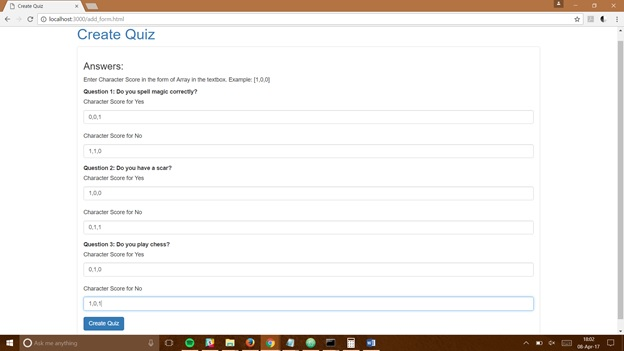 Create Quiz
localhost:3000/add_form.html
Create Quiz
Answers:
Enter Character Score in the form of Array in the textbox. Example: [1,0,0]
Question 1: Do you spell magic correctly?
Character Score for Yes
0,0,1
Character Score for No
1,1,0
Question 2: Do you have a scar?
Character Score for Yes
1,0,0
Character Score for No
0,1,1
Question 3: Do you play chess?
Character Score for Yes
0,1,0
Character Score for No
1,0,1
Create Quiz
Ask me anything
18:02
08-Apr-17